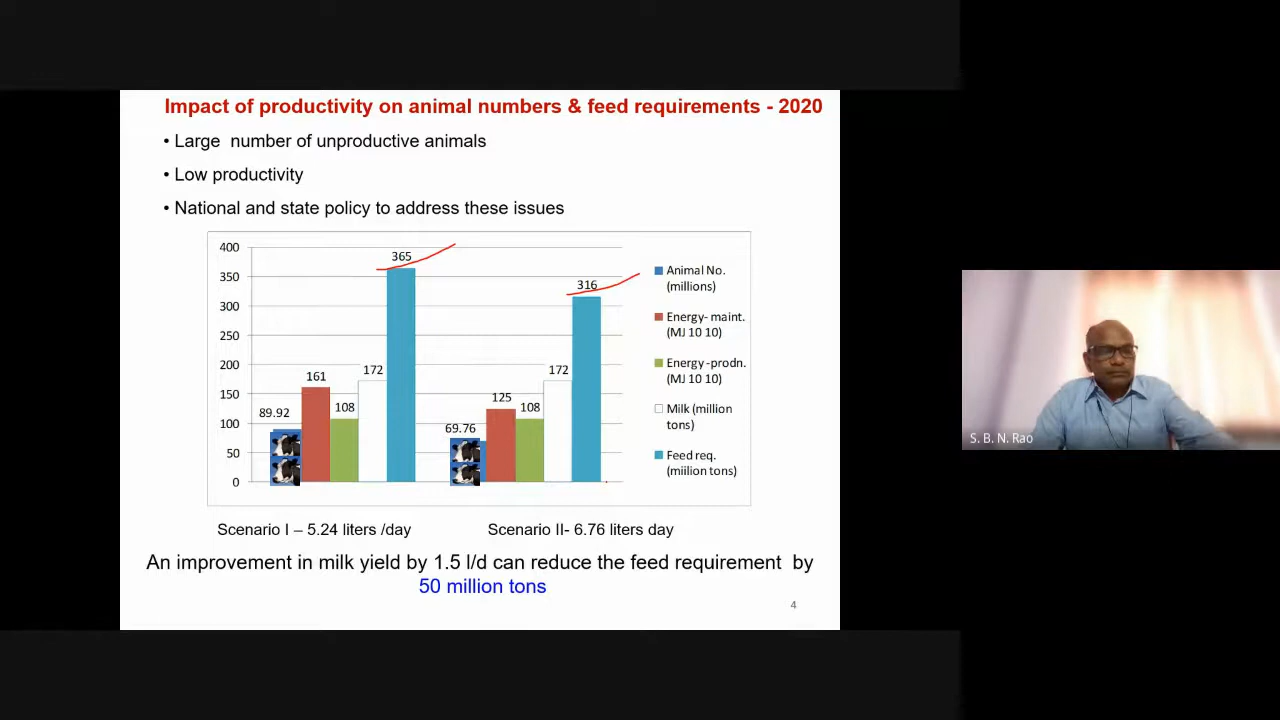 Impact of productivity on animal numbers & feed requirements - 2020
• Large number of unproductive animals
• Low productivity
• National and state policy to address these issues
400
350
300
250
200
150
100
50
0
89.92
161
108
172
365
69.76
125
108
172
316
Animal No.
(millions)
Energy- maint.
(MJ 10 10)
Energy -prodn.
(MJ 10 10)
Milk (million
tons)
Feed req.
(miilion tons)
Scenario I – 5.24 liters /day
Scenario II- 6.76 liters day
An improvement in milk yield by 1.5 l/d can reduce the feed requirement by
50 million tons
4
S. B. N. Rao